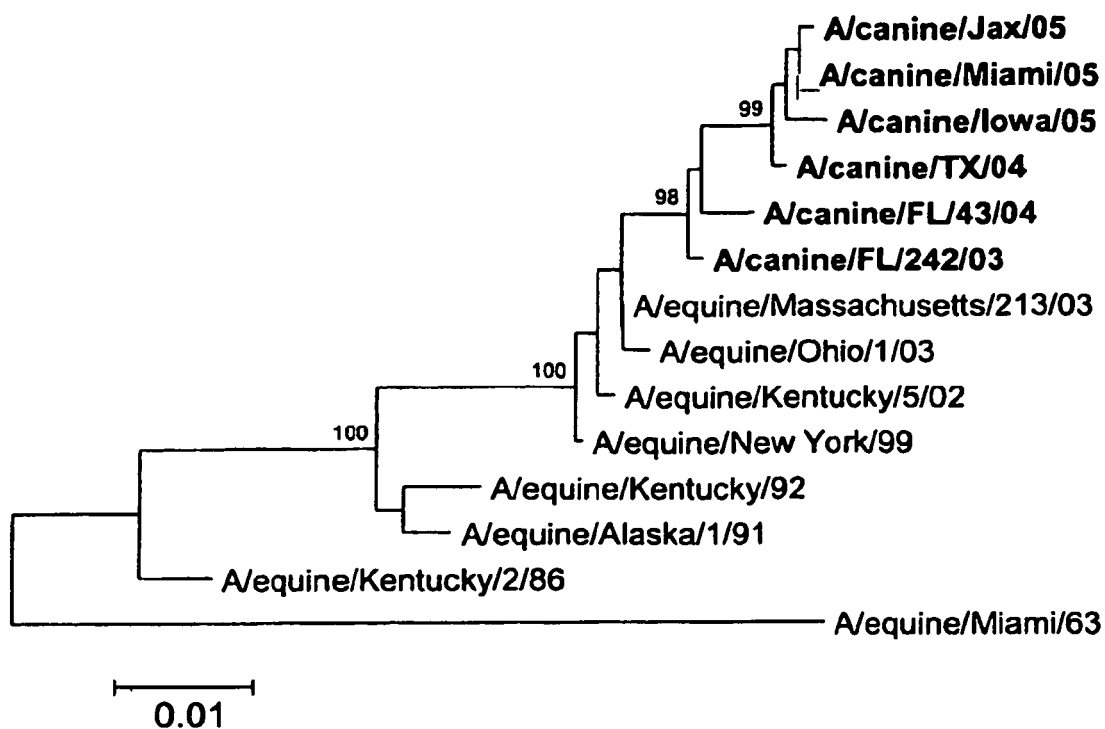 A/canine/Jax/05
A/canine/Miami/05
99
A/canine/Iowa/05
A/canine/TX/04
98
A/canine/FL/43/04
A/canine/FL/242/03
A/equine/Massachusetts/213/03
A/equine/Ohio/1/03
100
A/equine/Kentucky/5/02
100
A/equine/New York/99
A/equine/Kentucky/92
A/equine/Alaska/1/91
A/equine/Kentucky/2/86
A/equine/Miami/63
0.01